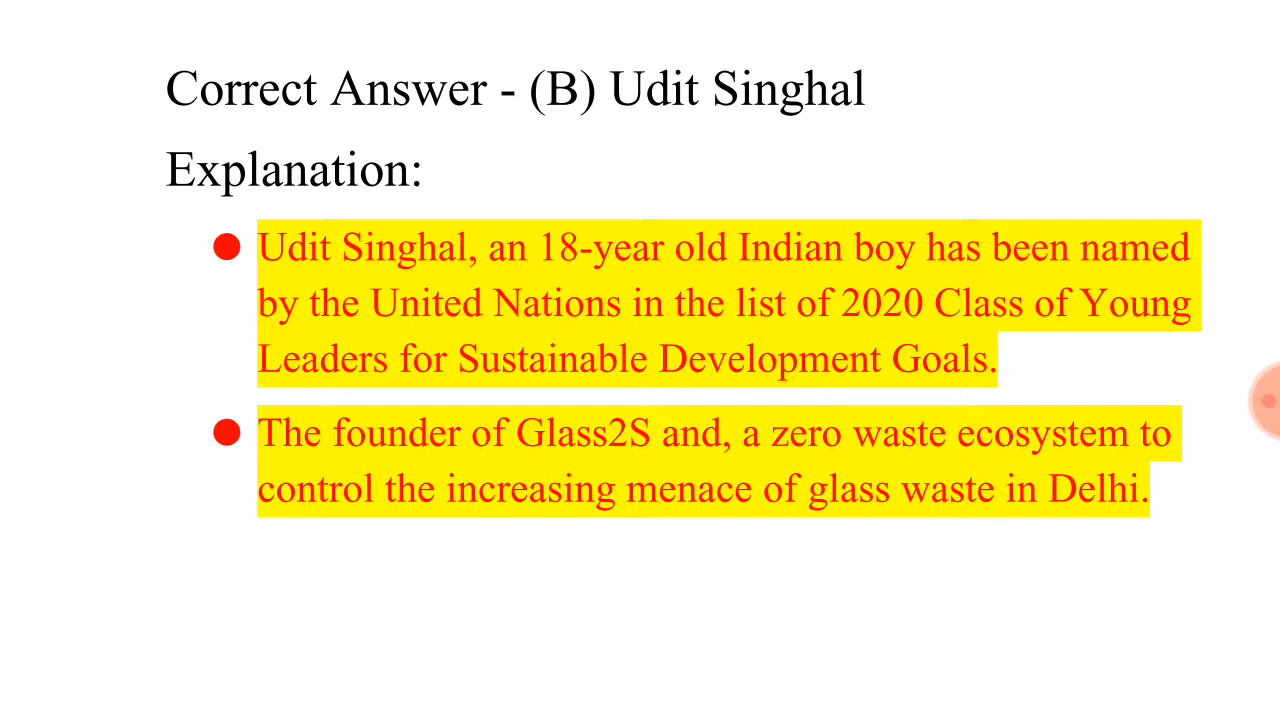 Correct Answer - (B) Udit Singhal
Explanation:
Udit Singhal, an 18-year old Indian boy has been named
by the United Nations in the list of 2020 Class of Young
Leaders for Sustainable Development Goals.
The founder of Glass2S and, a zero waste ecosystem to
control the increasing menace of glass waste in Delhi.